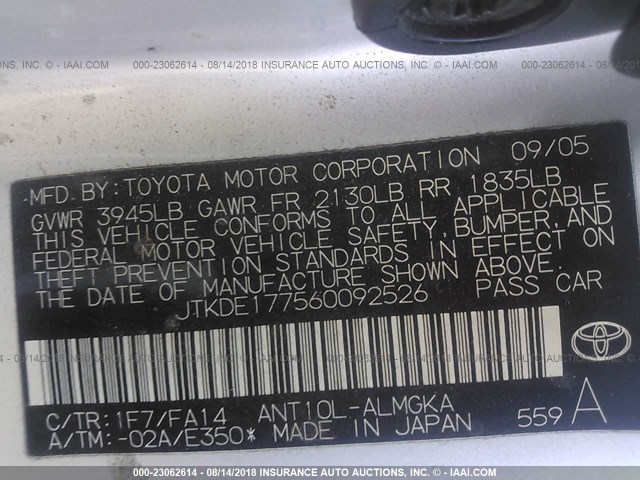 000-23062614 - 08/14/2018 - INSURANCE AUTO AUCTIONS, INC. - © - IAAI.COM
MFD BY: TOYOTA MOTOR CORPORATION 09/05
GVWR 3945LB GAWR FR 2130LB RR 1835LB
THIS VEHICLE CONFORMS TO ALL APPLICABLE
FEDERAL MOTOR VEHICLE SAFETY, BUMPER, AND
THEFT PREVENTION STANDARDS IN EFFECT ON
THE DATE OF MANUFACTURE SHOWN ABOVE.
JTKDE177560092526 PASS CAR
000-23062614 - 08/14/2018 - INSURANCE AUTO AUCTIONS, INC. - © - IAAI.COM
C/TR: 1F7/FA14 ANT10L-ALMGKA
A/TM: -02A/E350* MADE IN JAPAN 559 A
000-23062614 - 08/14/2018 - INSURANCE AUTO AUCTIONS, INC. - © - IAAI.COM